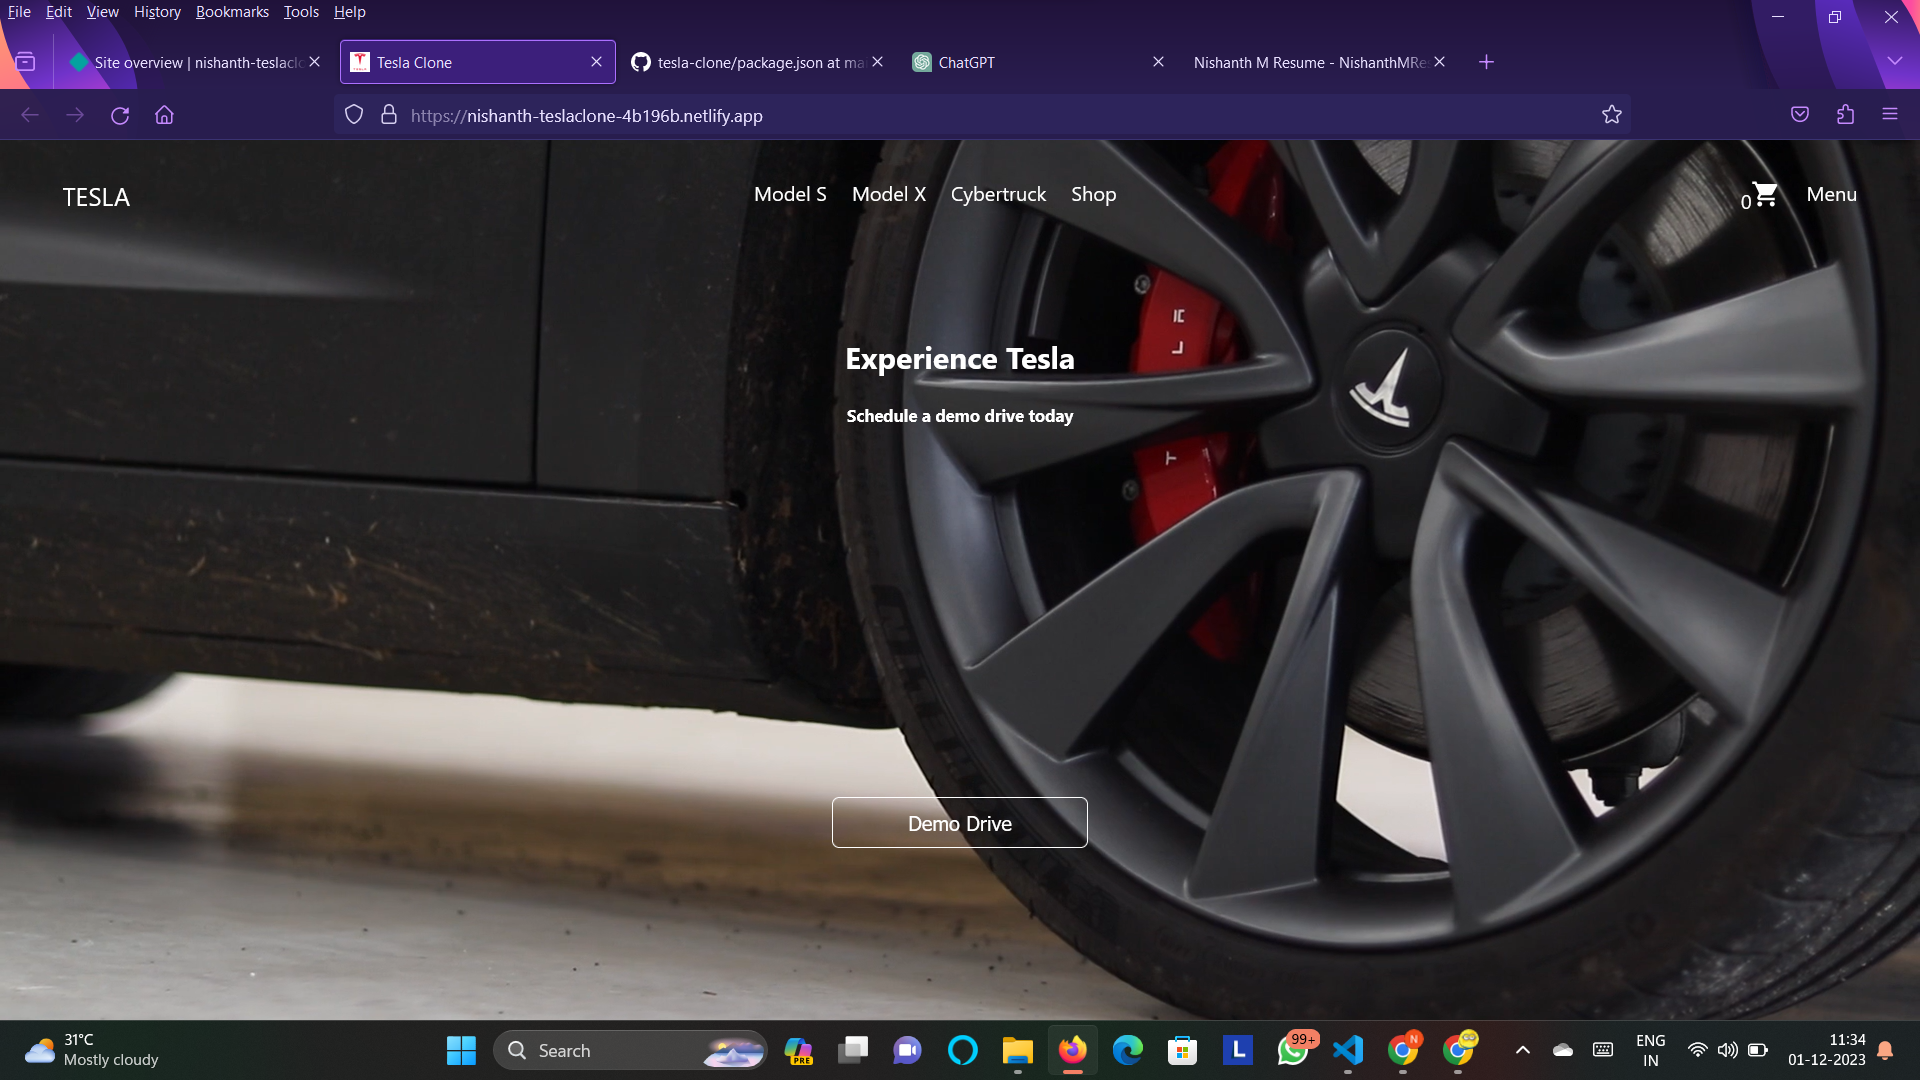 File Edit View History Bookmarks Tools Help
Site overview | nishanth-teslaclo
Tesla Clone
tesla-clone/package.json at ma
ChatGPT
Nishanth M Resume - NishanthMRe
https://nishanth-teslaclone-4b196b.netlify.app
TESLA
Model S Model X Cybertruck Shop
0 Menu
Experience Tesla
Schedule a demo drive today
Demo Drive
31°C
Mostly cloudy
Search
PRE
L
99+
N
ENG
IN
11:34
01-12-2023